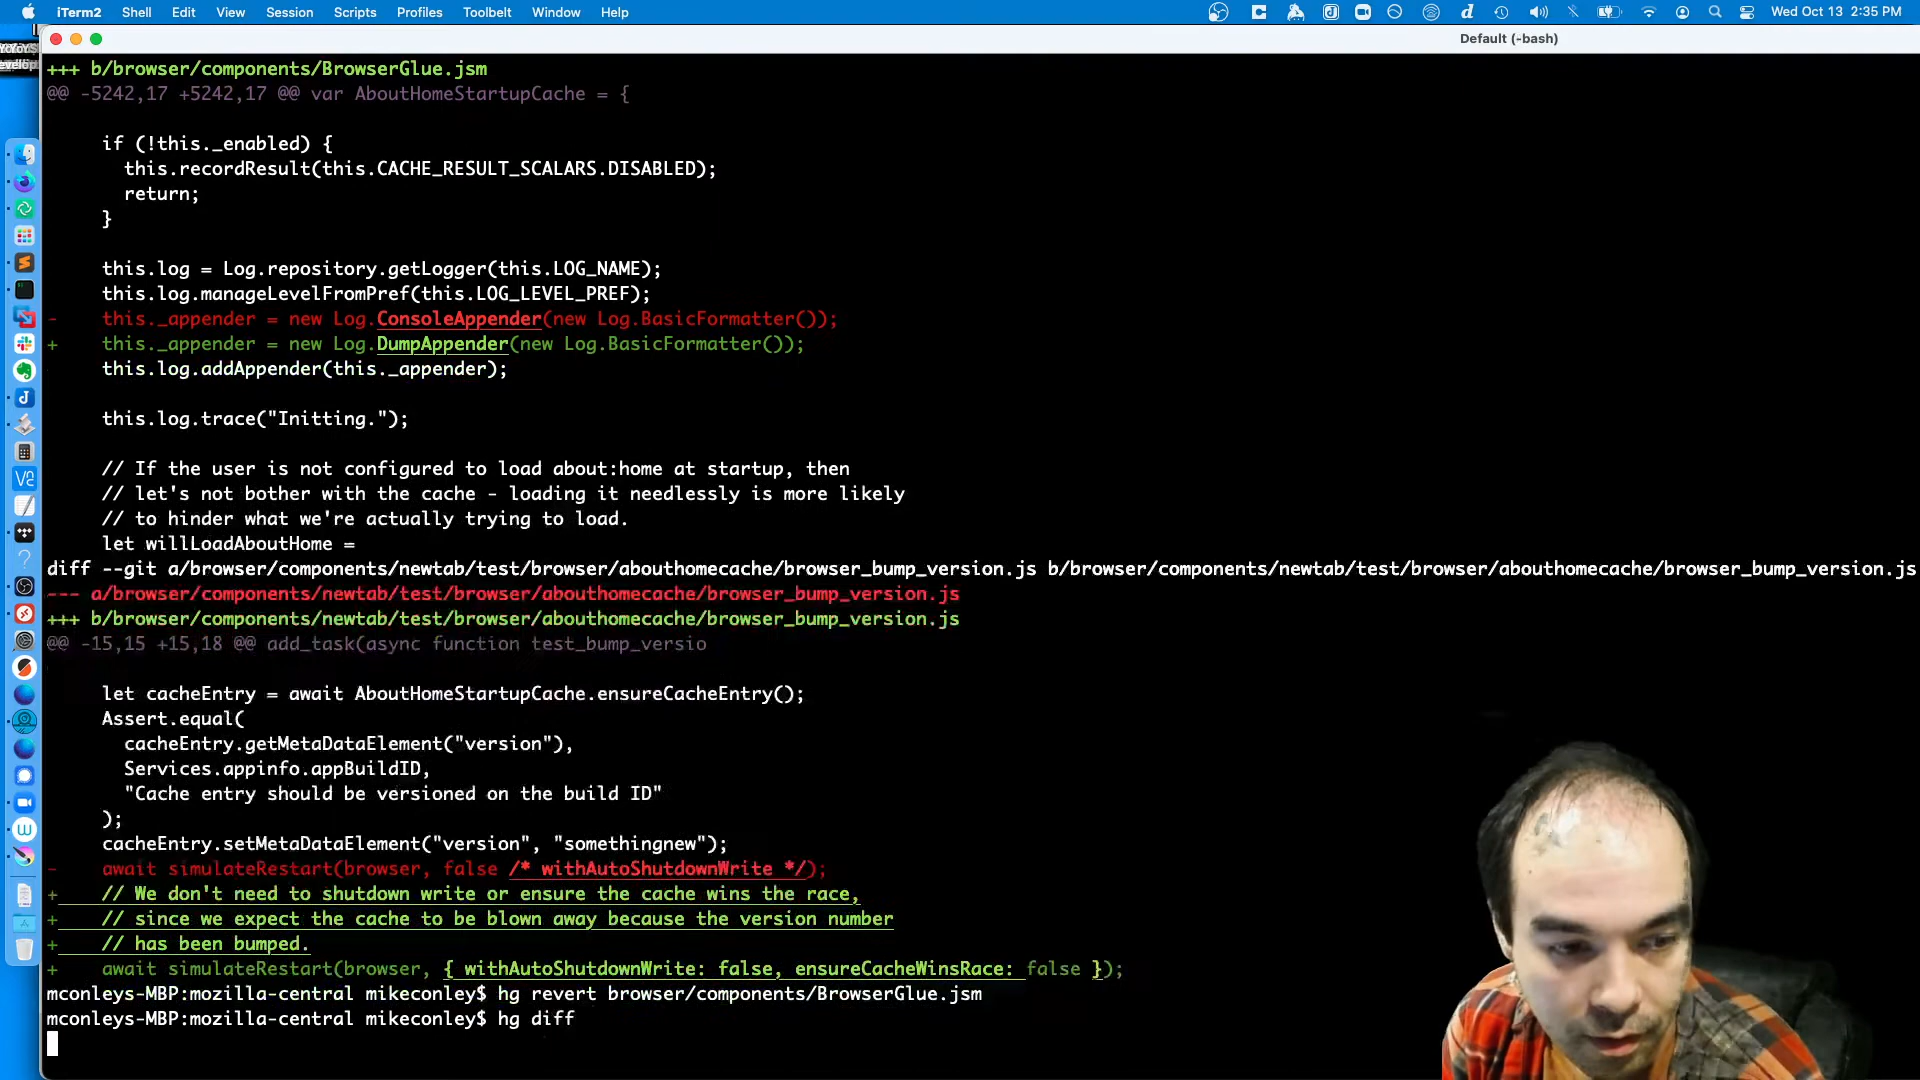 iTerm2 Shell Edit View Session Scripts Profiles Toolbelt Window Help Wed Oct 13 2:35 PM
Default (-bash)
+++ b/browser/components/BrowserGlue.jsm
@@ -5242,17 +5242,17 @@ var AboutHomeStartupCache = {
if (!this._enabled) {
this.recordResult(this.CACHE_RESULT_SCALARS.DISABLED);
return;
}
this.log = Log.repository.getLogger(this.LOG_NAME);
this.log.manageLevelFromPref(this.LOG_LEVEL_PREF);
- this._appender = new Log.ConsoleAppender(new Log.BasicFormatter());
+ this._appender = new Log.DumpAppender(new Log.BasicFormatter());
this.log.addAppender(this._appender);
this.log.trace("Initting.");
// If the user is not configured to load about:home at startup, then
// let's not bother with the cache - loading it needlessly is more likely
// to hinder what we're actually trying to load.
let willLoadAboutHome =
diff --git a/browser/components/newtab/test/browser/abouthomecache/browser_bump_version.js b/browser/components/newtab/test/browser/abouthomecache/browser_bump_version.js
--- a/browser/components/newtab/test/browser/abouthomecache/browser_bump_version.js
+++ b/browser/components/newtab/test/browser/abouthomecache/browser_bump_version.js
@@ -15,15 +15,18 @@ add_task(async function test_bump_versio
let cacheEntry = await AboutHomeStartupCache.ensureCacheEntry();
Assert.equal(
cacheEntry.getMetaDataElement("version"),
Services.appinfo.appBuildID,
"Cache entry should be versioned on the build ID"
);
cacheEntry.setMetaDataElement("version", "somethingnew");
- await simulateRestart(browser, false /* withAutoShutdownWrite */);
+ // We don't need to shutdown write or ensure the cache wins the race,
+ // since we expect the cache to be blown away because the version number
+ // has been bumped.
+ await simulateRestart(browser, { withAutoShutdownWrite: false, ensureCacheWinsRace: false });
mconleys-MBP:mozilla-central mikeconley$ hg revert browser/components/BrowserGlue.jsm
mconleys-MBP:mozilla-central mikeconley$ hg diff